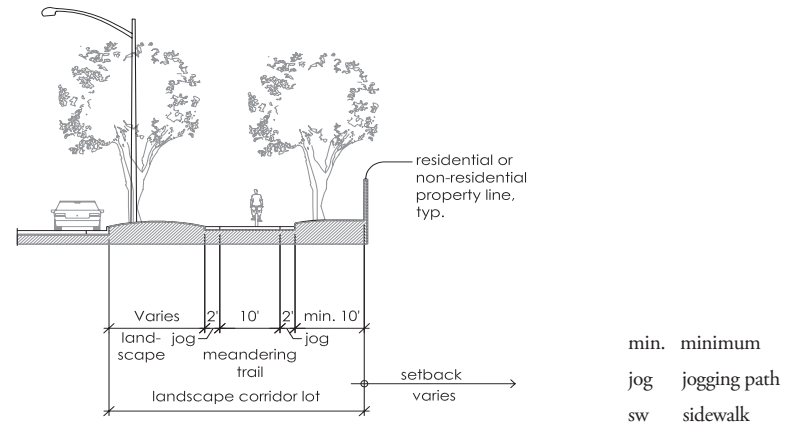 residential or
non-residential
property line,
typ.
Varies 2' 10' 2' min. 10'
land- jog jog
scape meandering
trail
setback
landscape corridor lot varies
min. minimum
jog jogging path
sw sidewalk